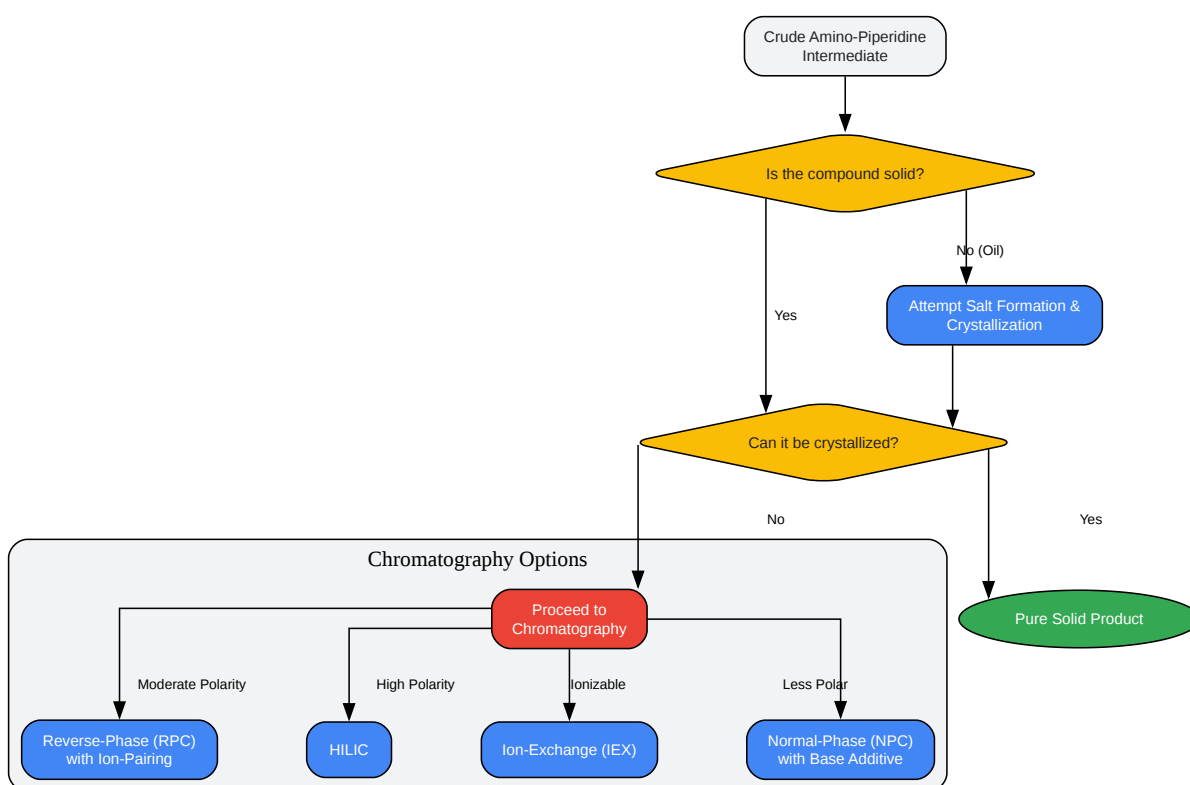 Crude Amino-Piperidine
Intermediate
Is the compound solid?
No (Oil)
Attempt Salt Formation &
Crystallization
Yes
Can it be crystallized?
No
Yes
Chromatography Options
Proceed to
Chromatography
Pure Solid Product
Moderate Polarity
High Polarity
Ionizable
Less Polar
Reverse-Phase (RPC)
with Ion-Pairing
HILIC
Ion-Exchange (IEX)
Normal-Phase (NPC)
with Base Additive